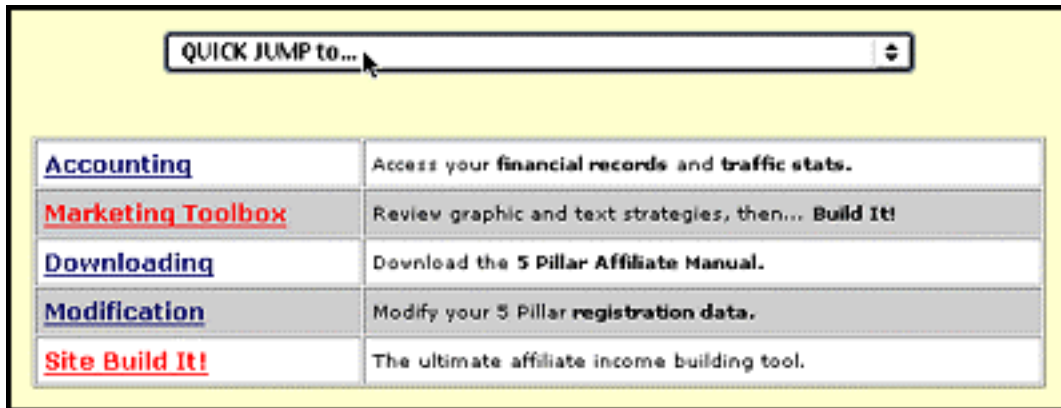 QUICK JUMP to...
Accounting Access your financial records and traffic stats.
Marketing Toolbox Review graphic and text strategies, then... Build It!
Downloading Download the 5 Pillar Affiliate Manual.
Modification Modify your 5 Pillar registration data.
Site Build It! The ultimate affiliate income building tool.